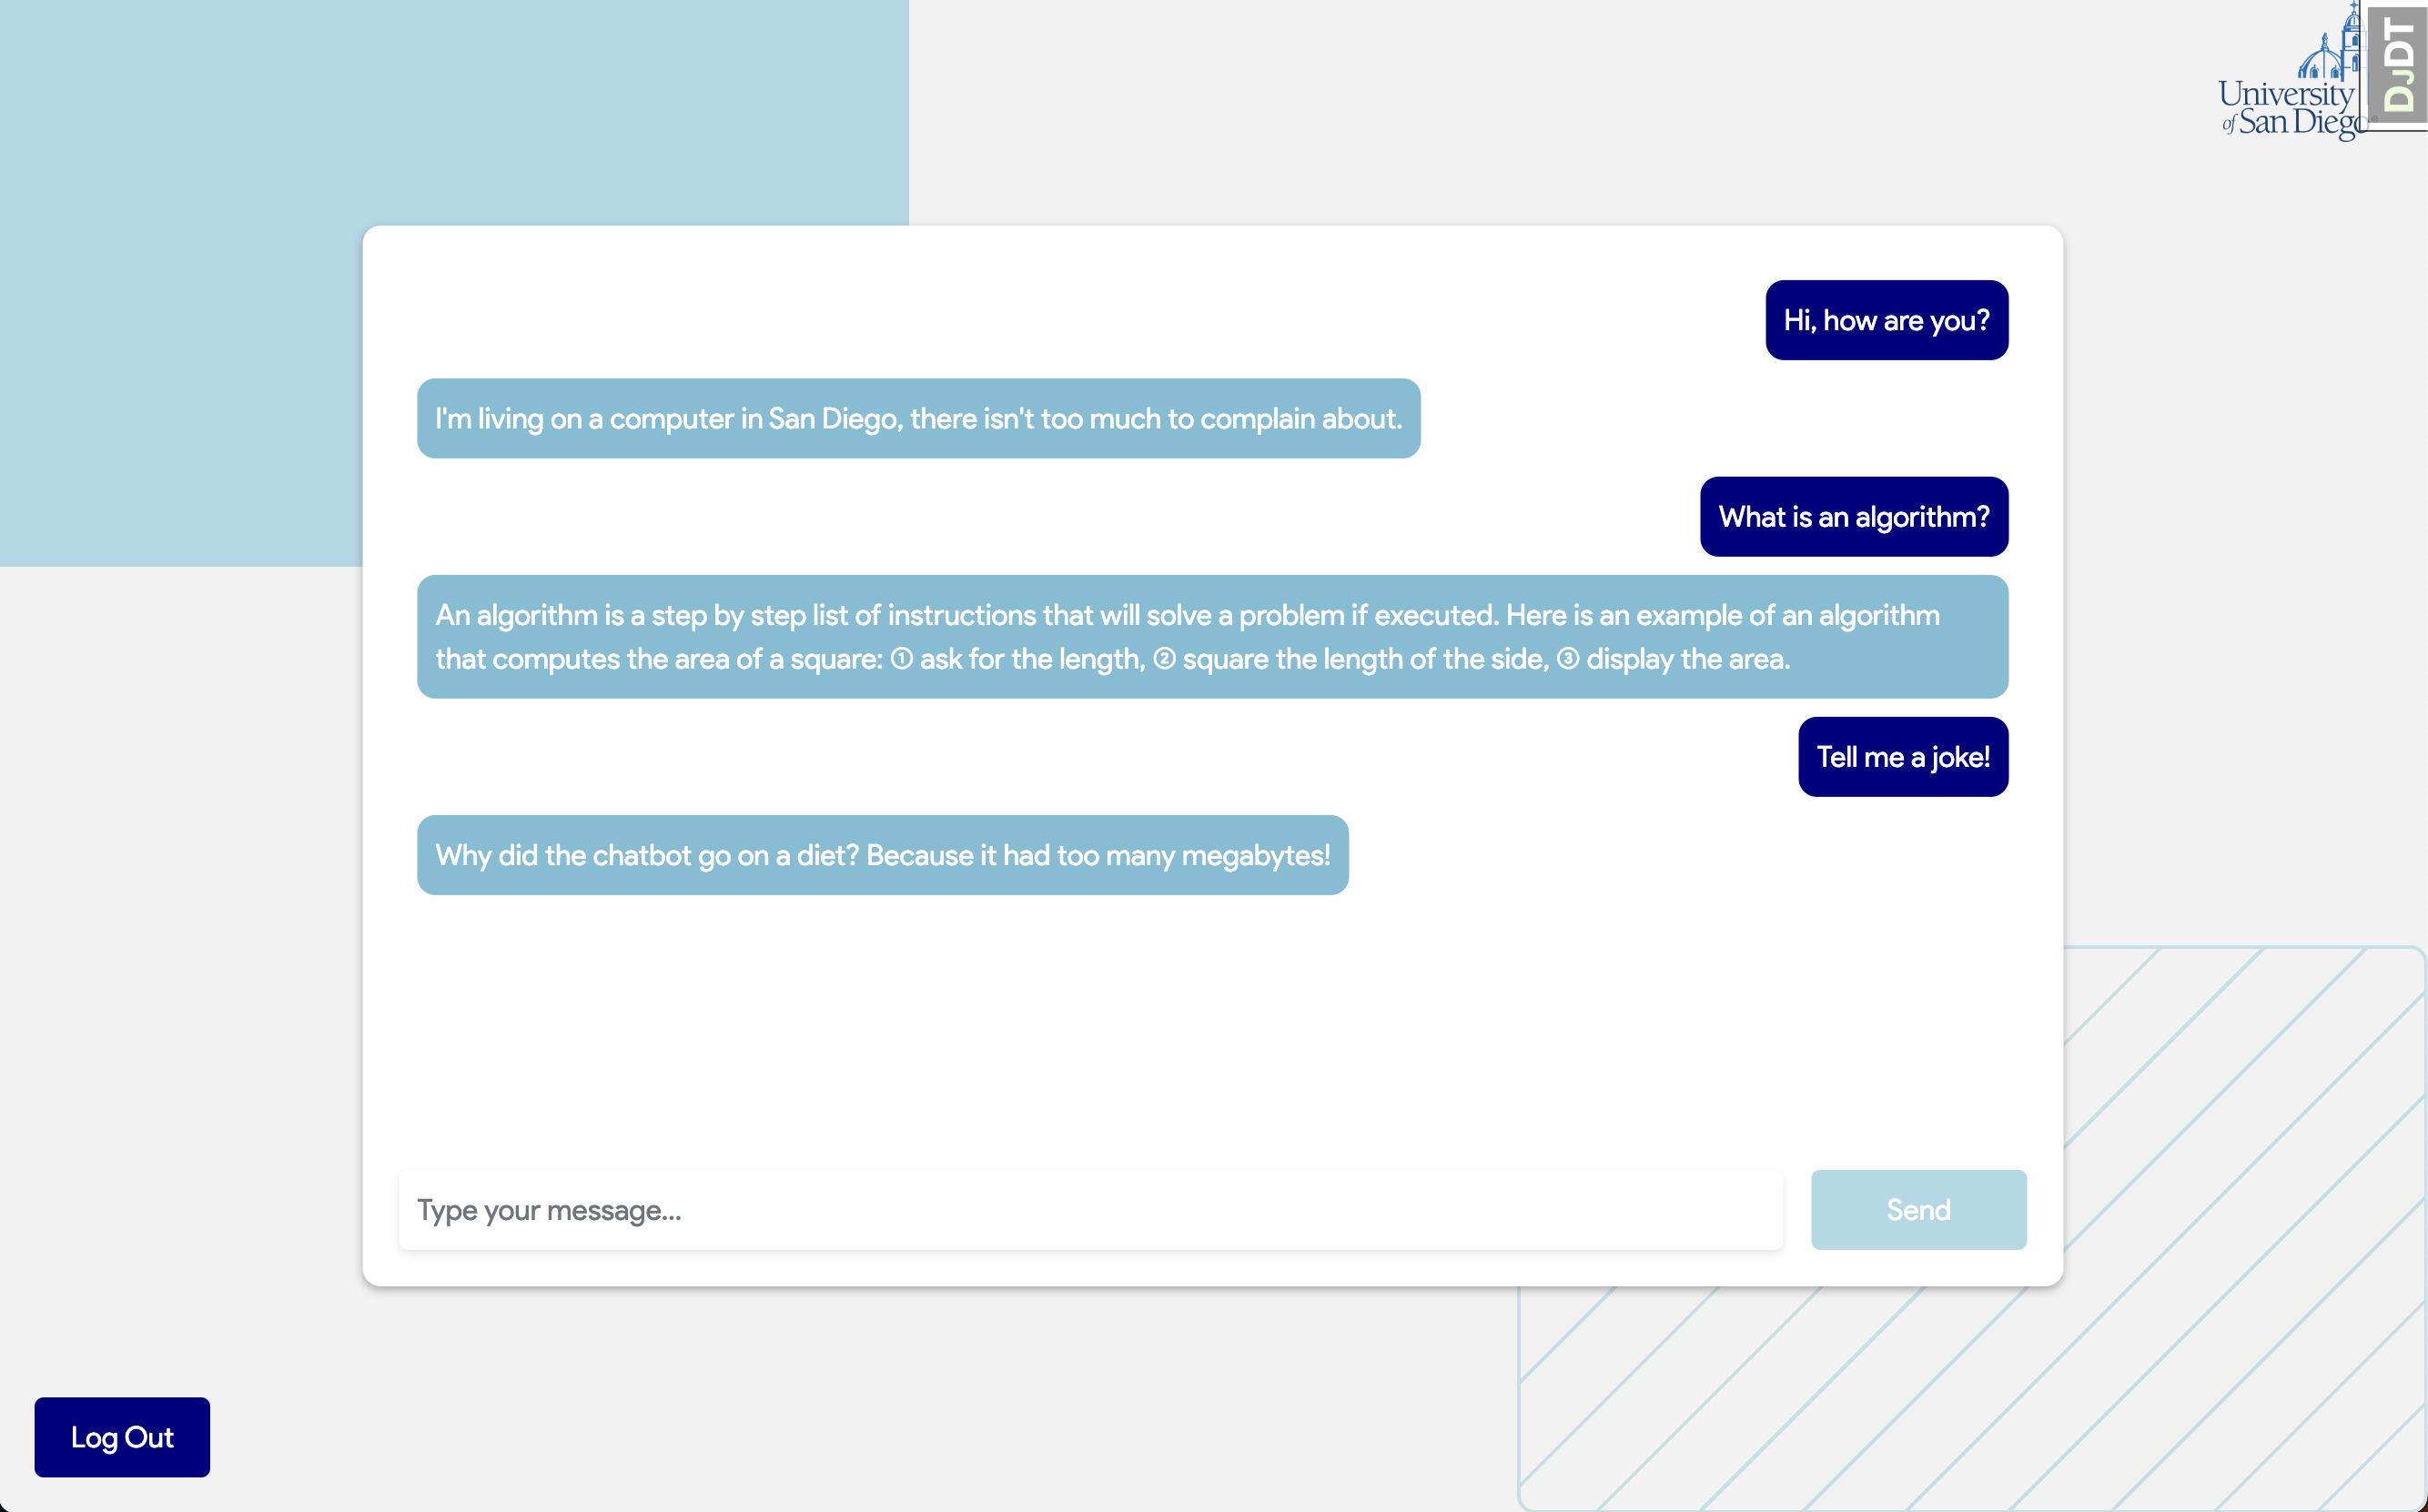 University
of San Diego
DJDT
Hi, how are you?
I'm living on a computer in San Diego, there isn't too much to complain about.
What is an algorithm?
An algorithm is a step by step list of instructions that will solve a problem if executed. Here is an example of an algorithm
that computes the area of a square: ① ask for the length, ② square the length of the side, ③ display the area.
Tell me a joke!
Why did the chatbot go on a diet? Because it had too many megabytes!
Type your message...
Send
Log Out